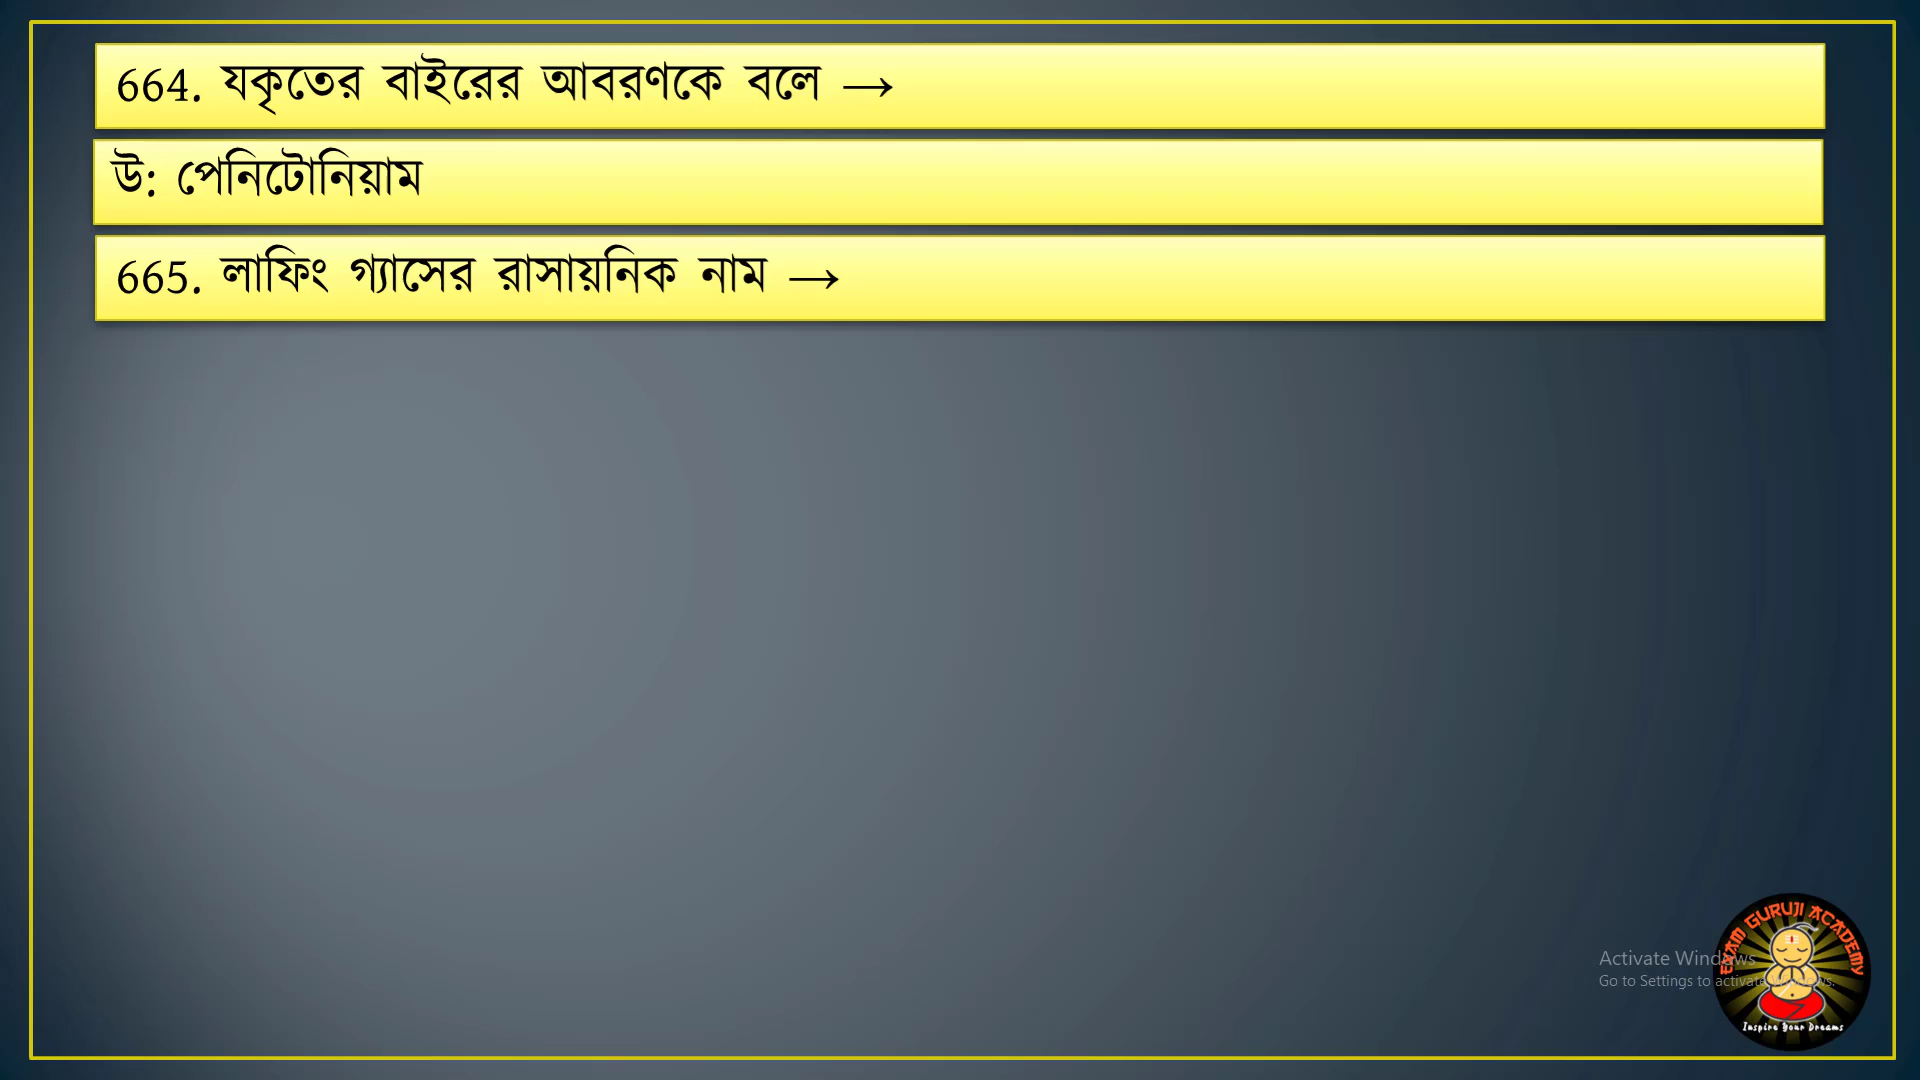 664. যকৃতের বাইরের আবরণকে বলে →
উ: পেনিটোনিয়াম
665. লাফিং গ্যাসের রাসায়নিক নাম →
EXAM GURUJI ACADEMY
Activate Windows
Go to Settings to activate Windows.
Inspire Your Dreams